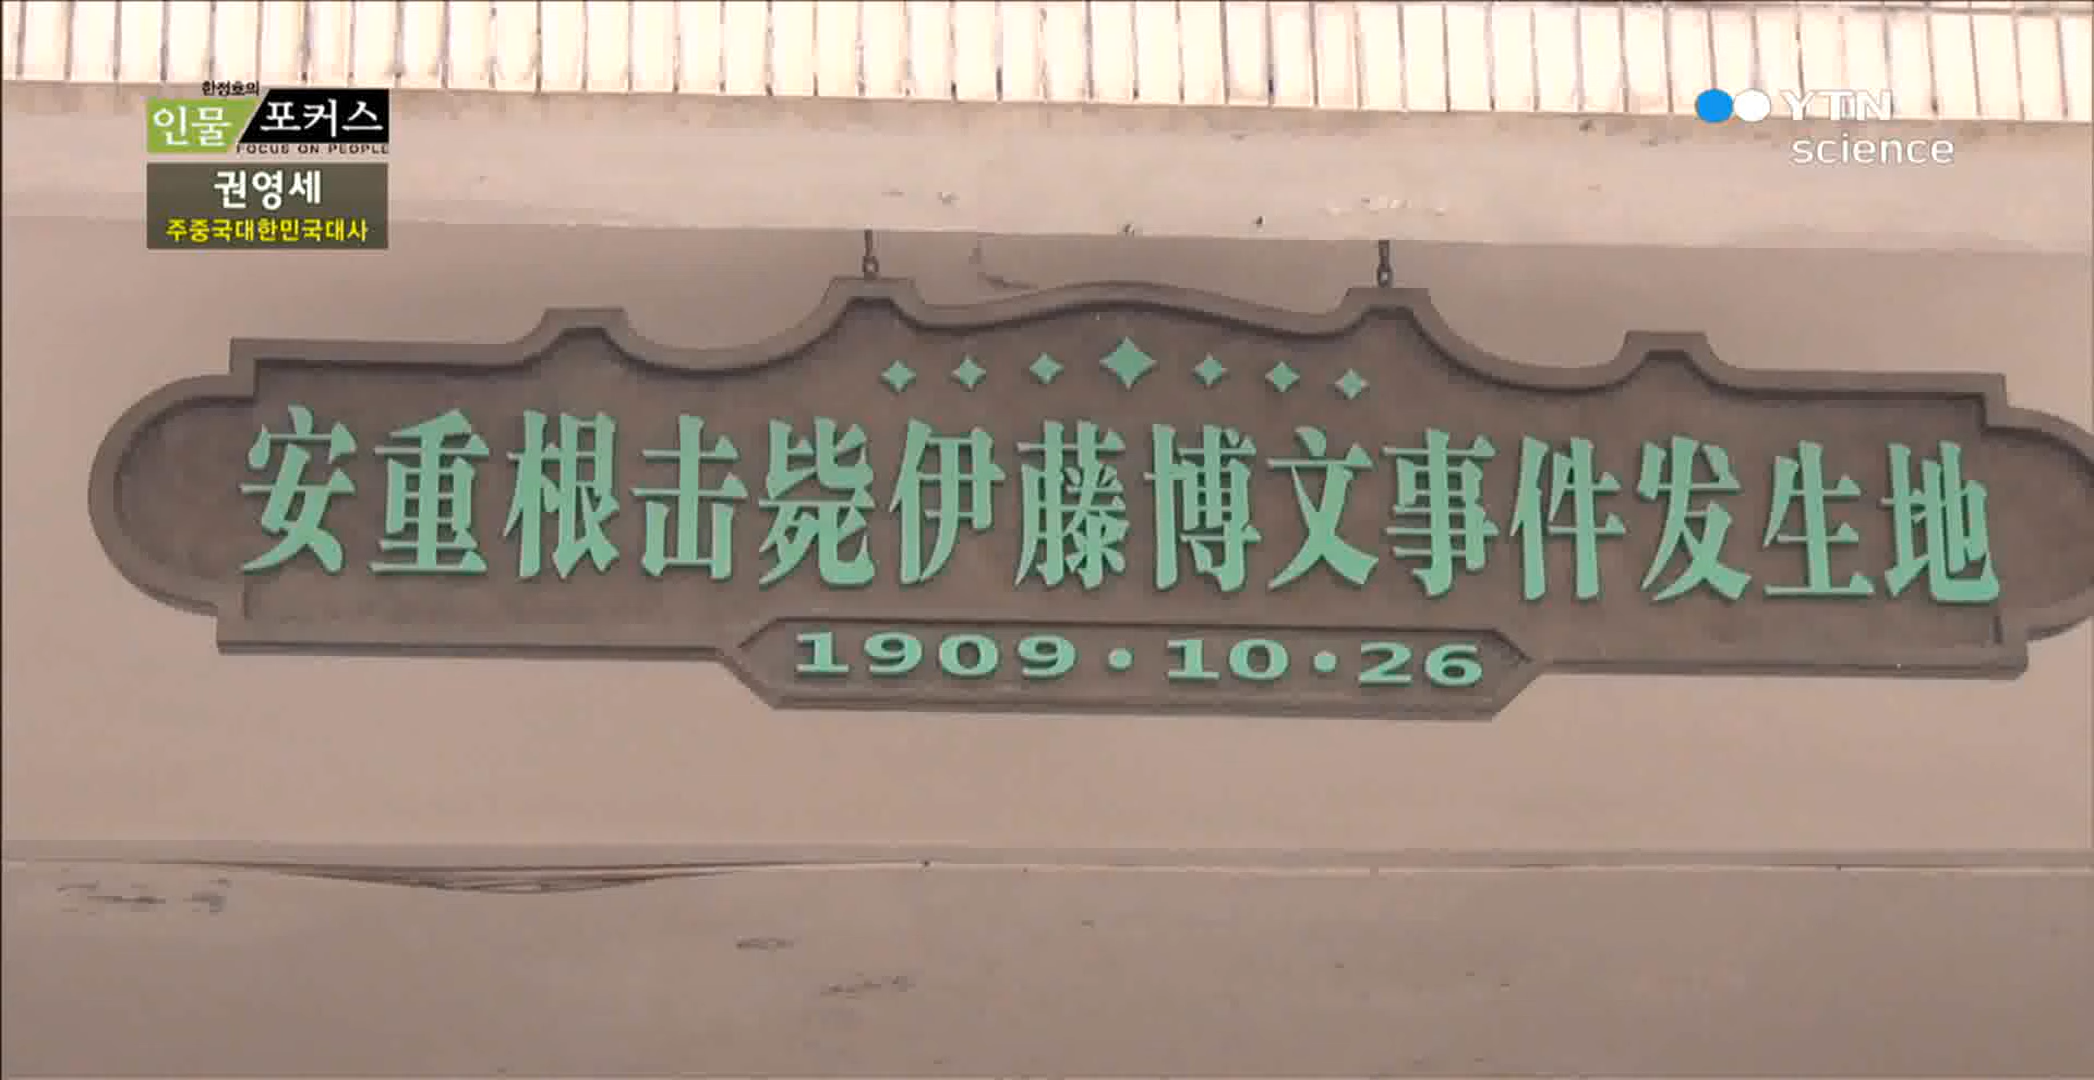 한정호의
인물 포커스
FOCUS ON PEOPLE
권영세
주중국대한민국대사
YTN
science
安重根击毙伊藤博文事件发生地
1909·10·26